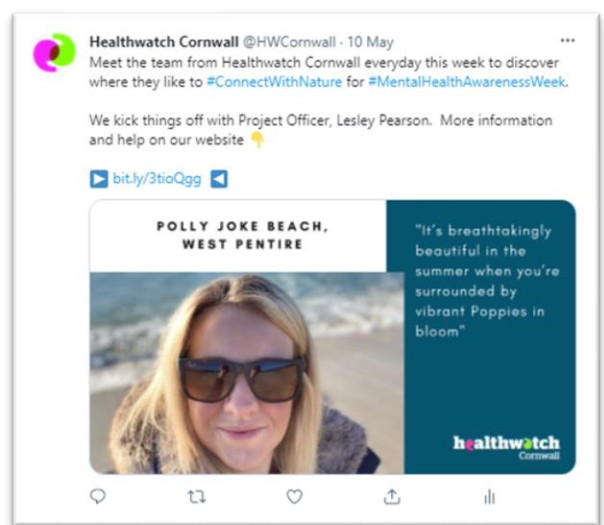 Healthwatch Cornwall @HWCornwall · 10 May
Meet the team from Healthwatch Cornwall everyday this week to discover
where they like to #ConnectWithNature for #MentalHealthAwarenessWeek.
We kick things off with Project Officer, Lesley Pearson. More information
and help on our website 👇
▶ bit.ly/3tioQgg ◀
POLLY JOKE BEACH,
WEST PENTIRE
"It's breathtakingly
beautiful in the
summer when you're
surrounded by
vibrant Poppies in
bloom"
healthwatch
Cornwall